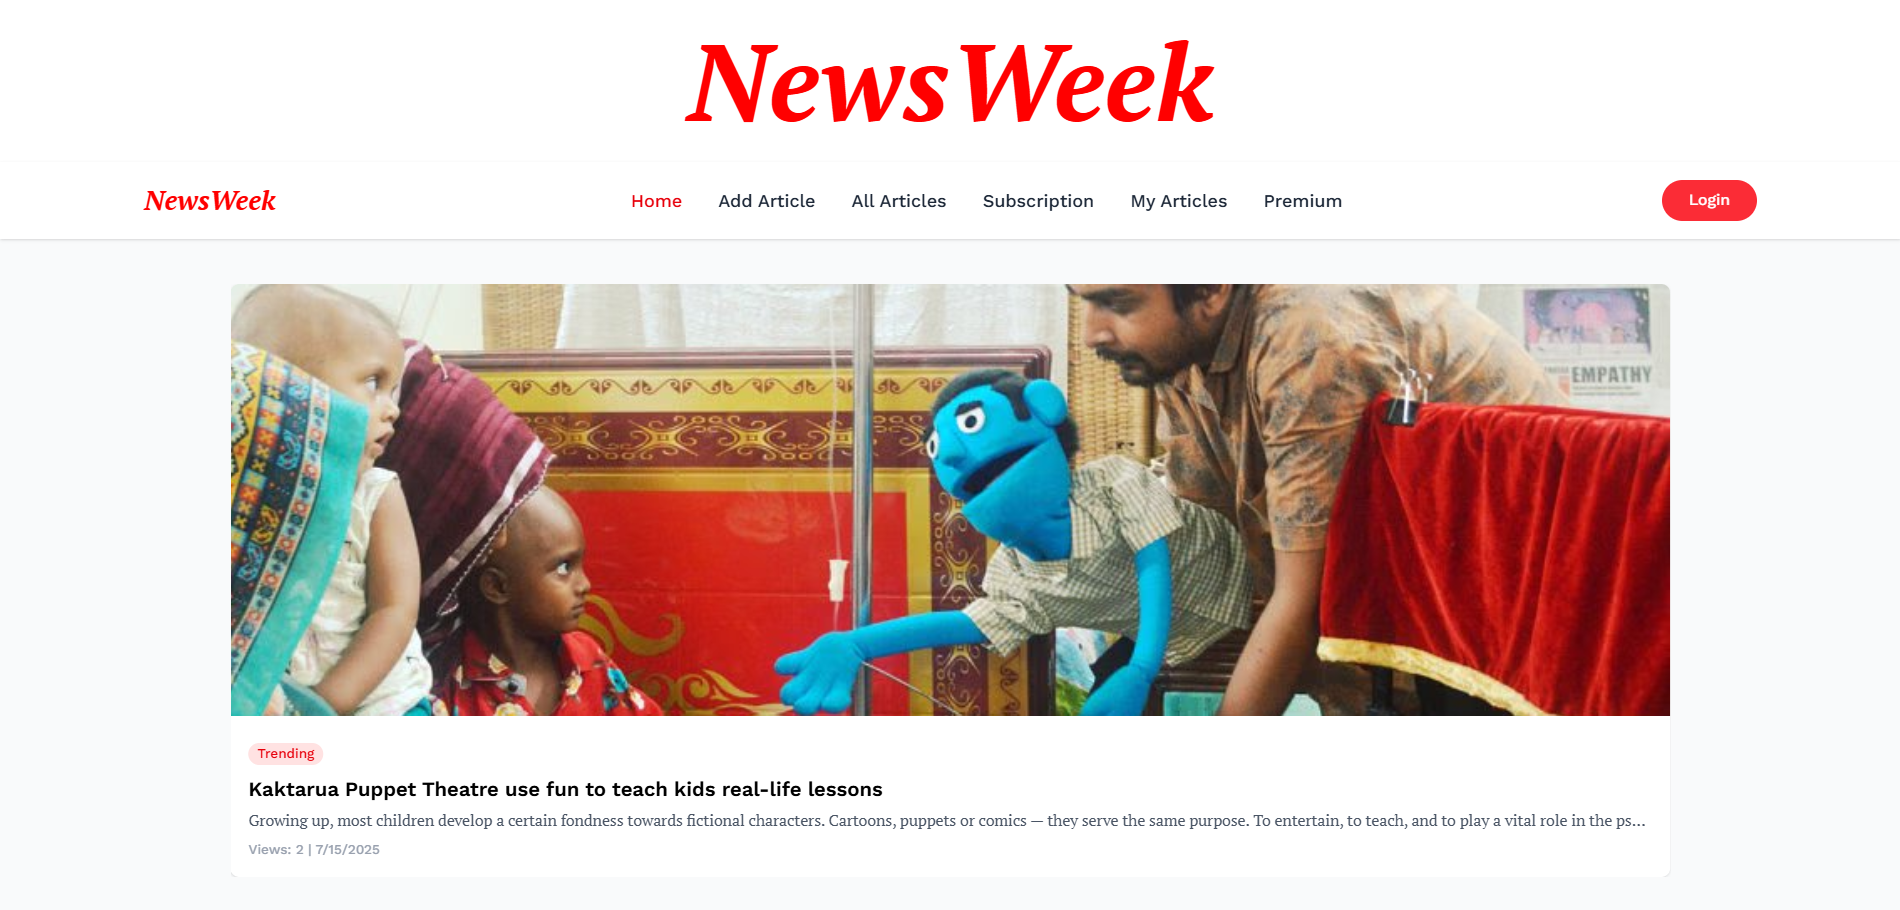 NewsWeek
NewsWeek
Home Add Article All Articles Subscription My Articles Premium
Login
EMPATHY
Trending
Kaktarua Puppet Theatre use fun to teach kids real-life lessons
Growing up, most children develop a certain fondness towards fictional characters. Cartoons, puppets or comics — they serve the same purpose. To entertain, to teach, and to play a vital role in the ps...
Views: 2 | 7/15/2025